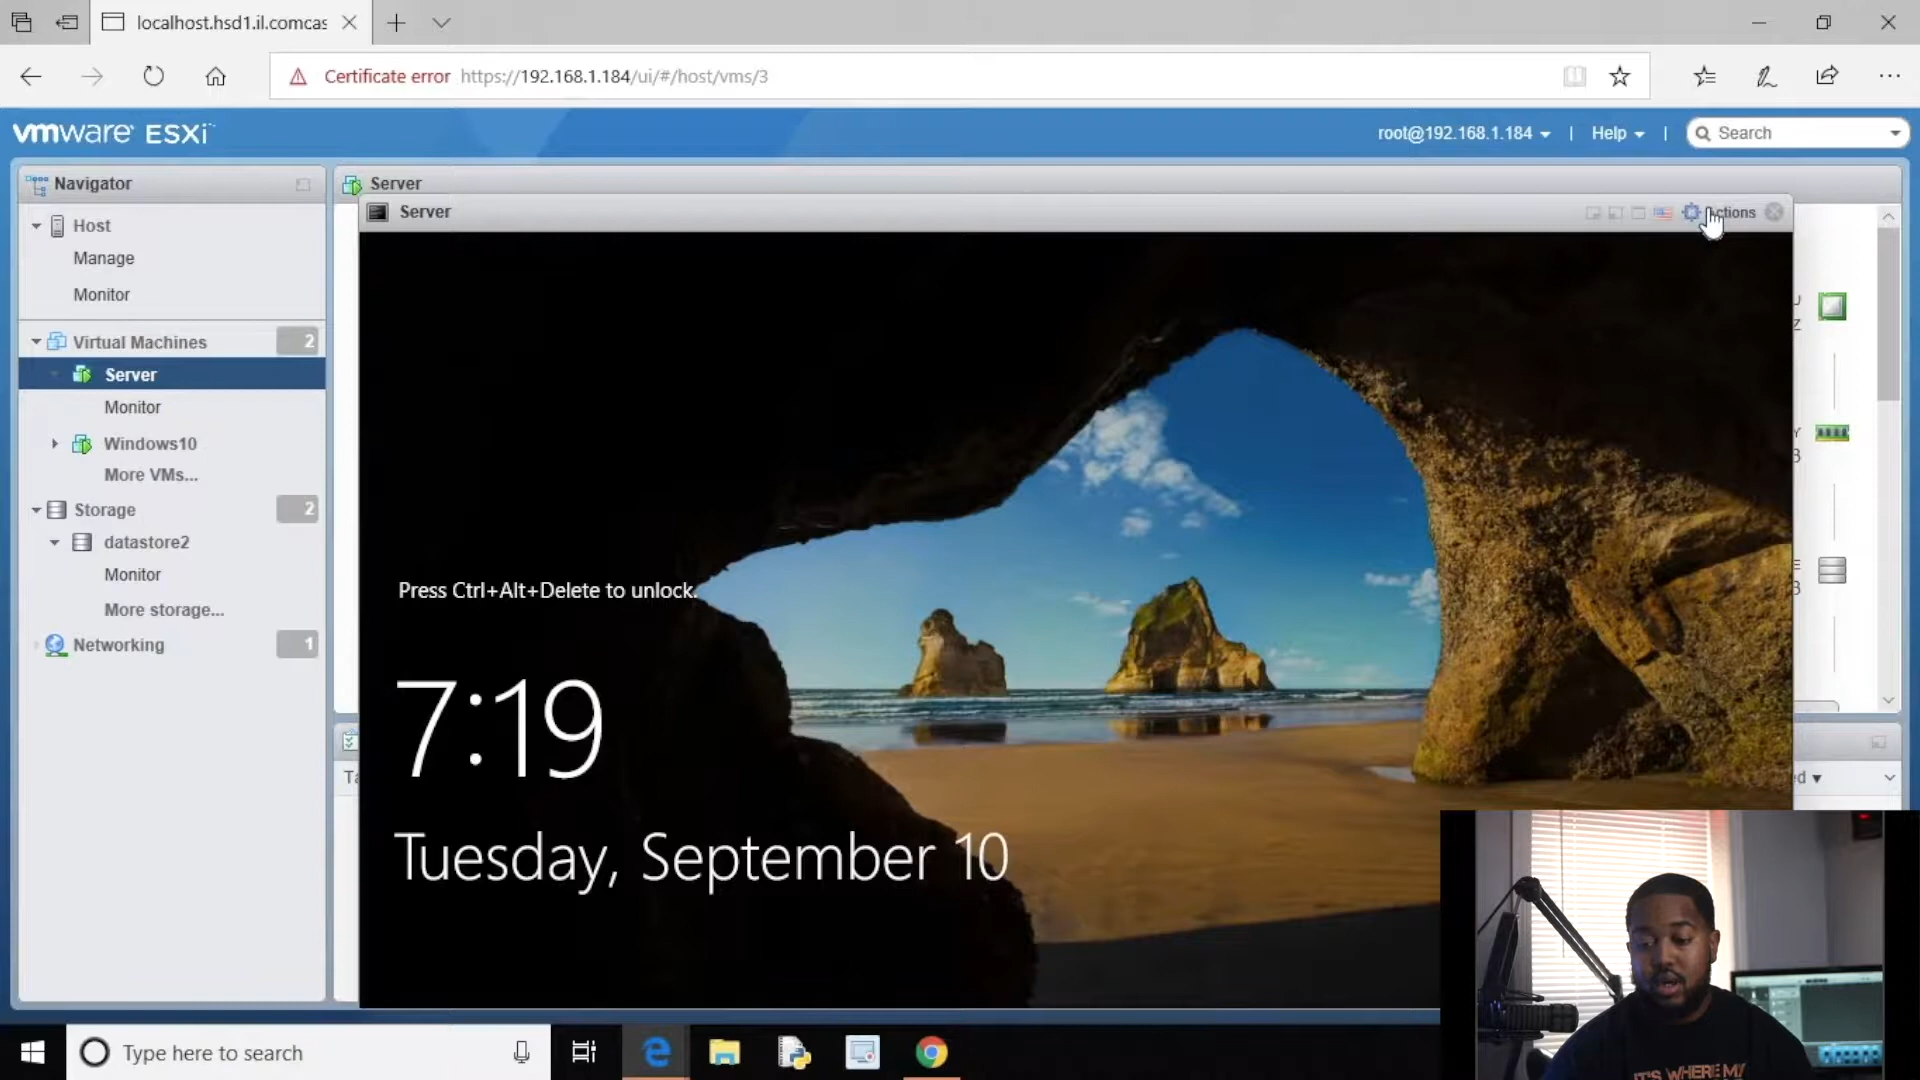 localhost.hsd1.il.comcas
Certificate error https://192.168.1.184/ui/#/host/vms/3
vmware ESXi
root@192.168.1.184 | Help | Search
Navigator
Host
Manage
Monitor
Virtual Machines 2
Server
Monitor
Windows10
More VMs...
Storage 2
datastore2
Monitor
More storage...
Networking 1
Server
Server
Actions
Press Ctrl+Alt+Delete to unlock.
7:19
Tuesday, September 10
IT'S WHERE MY
Type here to search